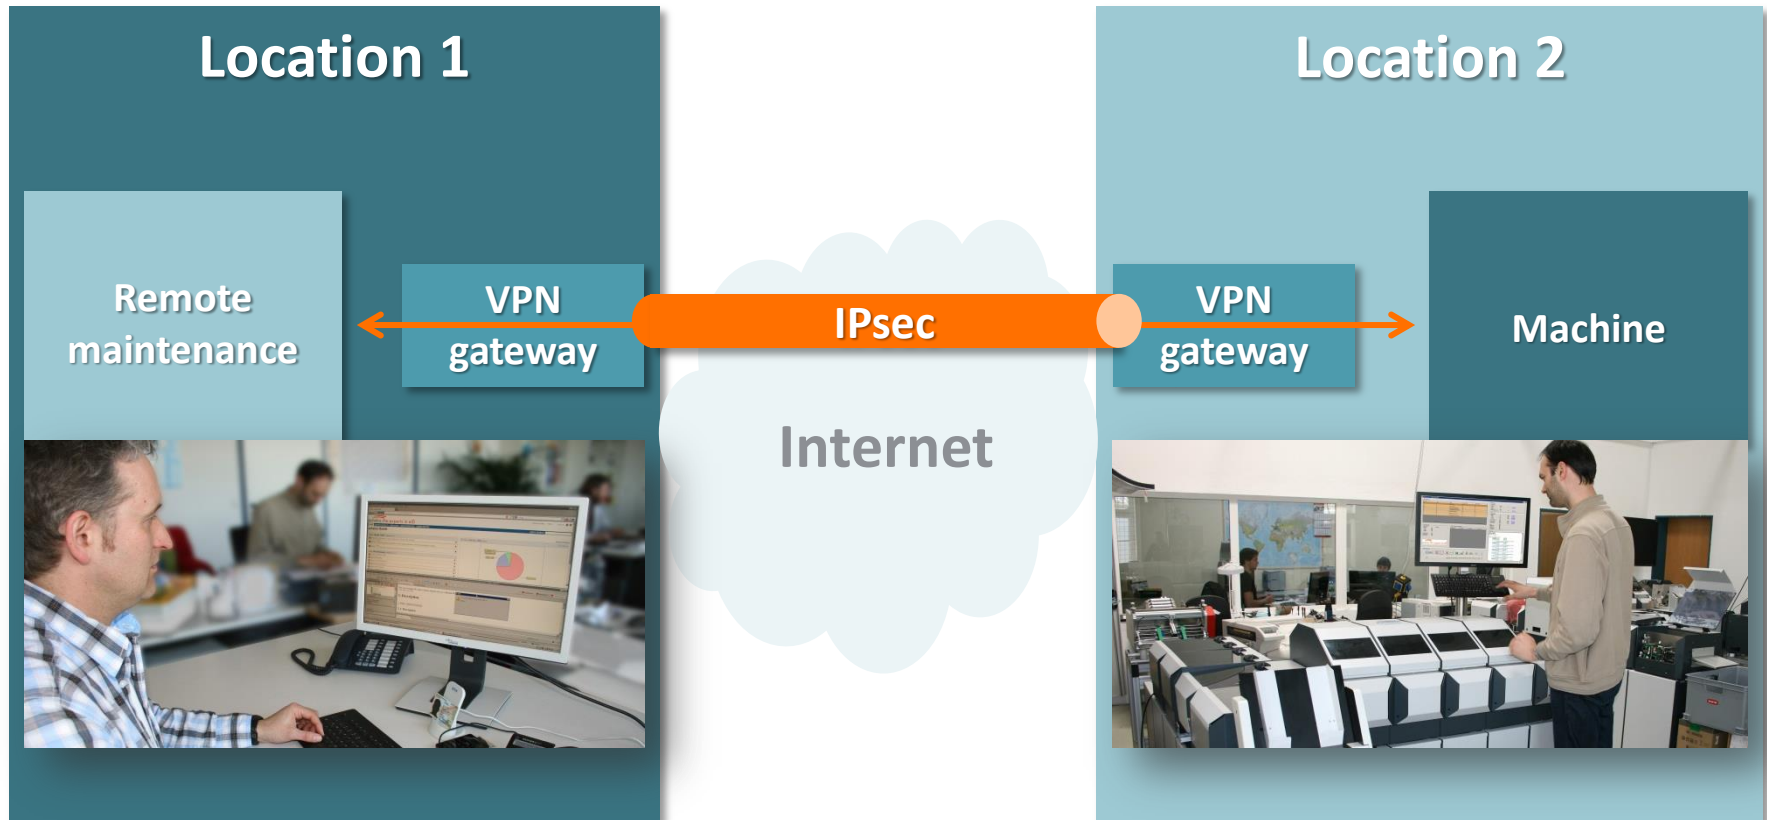 Location 1
Location 2
Remote
maintenance
VPN
gateway
IPsec
VPN
gateway
Machine
Internet